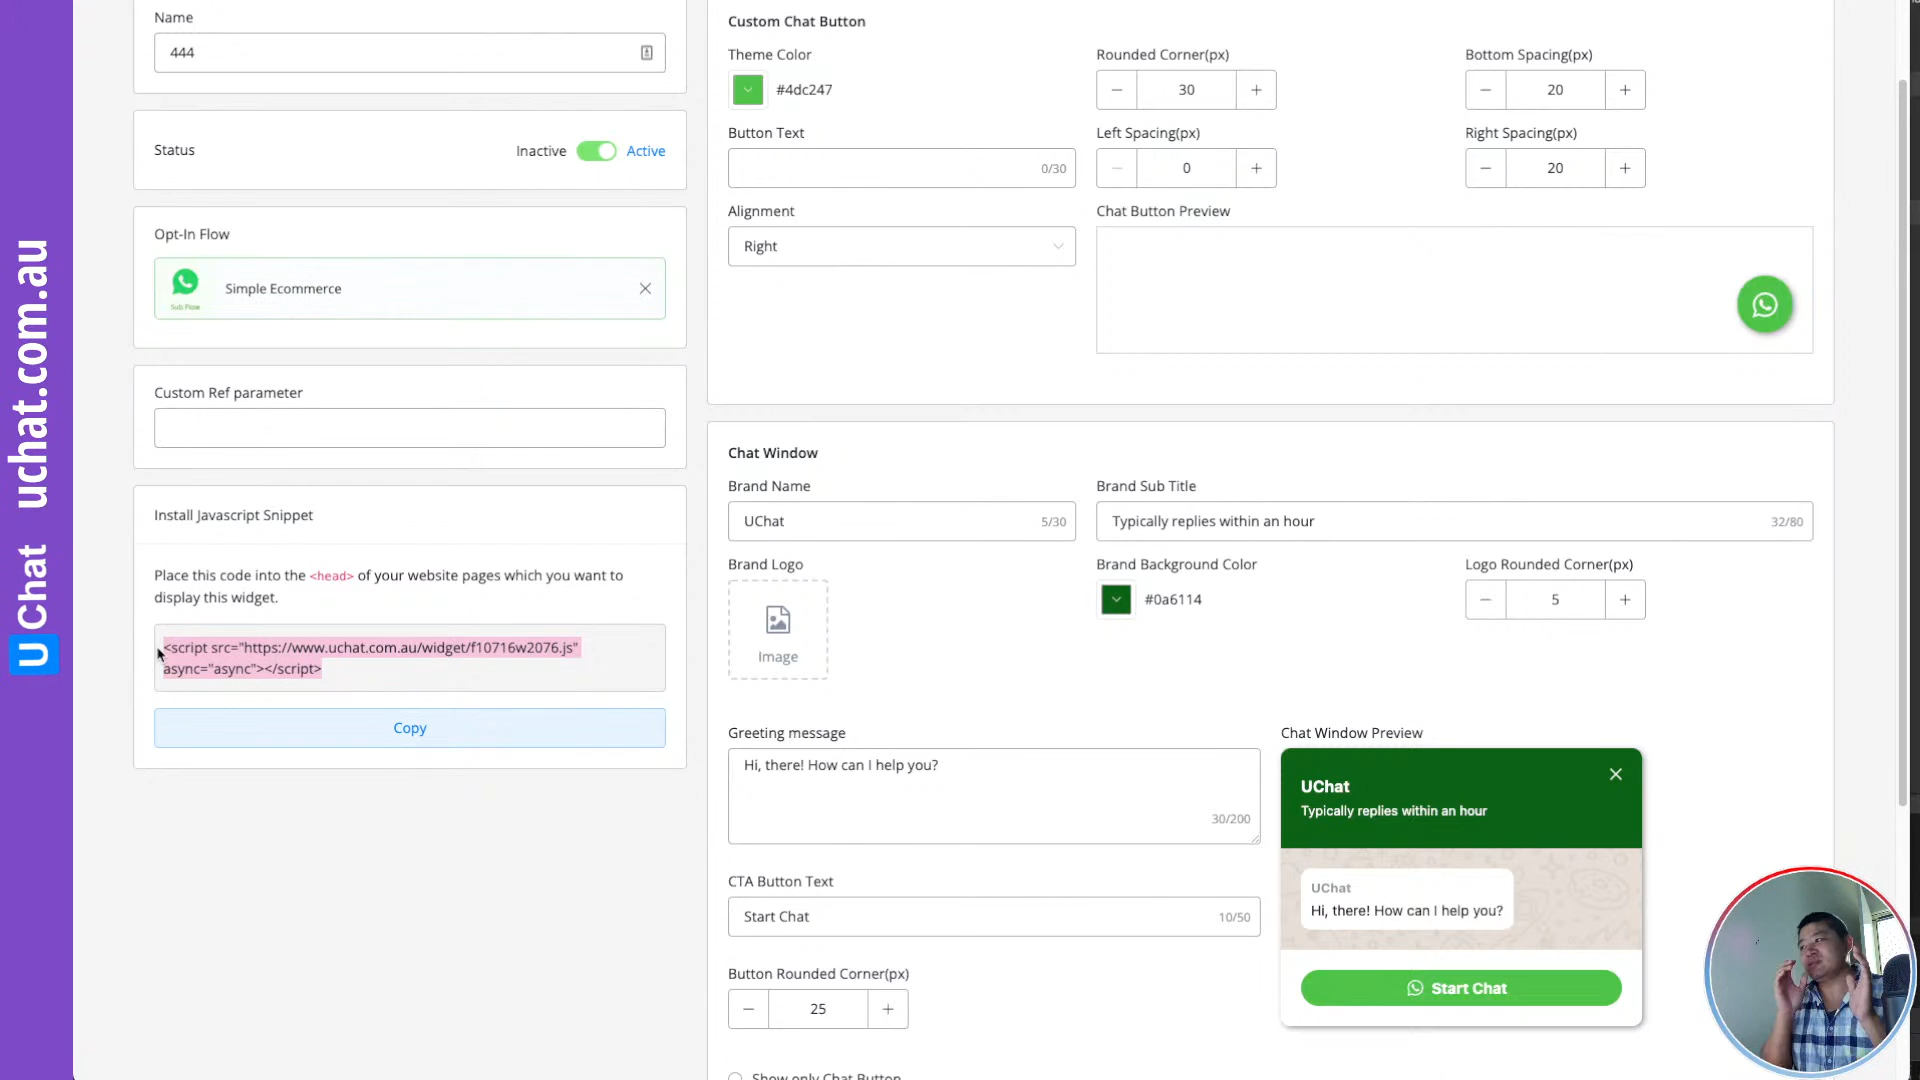 UChat uchat.com.au
Name
444
Status
Inactive
Active
Opt-In Flow
Sub Flow
Simple Ecommerce
Custom Ref parameter
Install Javascript Snippet
Place this code into the <head> of your website pages which you want to
display this widget.
<script src="https://www.uchat.com.au/widget/f10716w2076.js"
async="async"></script>
Copy
Custom Chat Button
Theme Color
#4dc247
Rounded Corner(px)
30
Bottom Spacing(px)
20
Button Text
0/30
Left Spacing(px)
0
Right Spacing(px)
20
Alignment
Right
Chat Button Preview
Chat Window
Brand Name
UChat
5/30
Brand Sub Title
Typically replies within an hour
32/80
Brand Logo
Image
Brand Background Color
#0a6114
Logo Rounded Corner(px)
5
Greeting message
Hi, there! How can I help you?
30/200
CTA Button Text
Start Chat
10/50
Button Rounded Corner(px)
25
Show only Chat Button
Chat Window Preview
UChat
Typically replies within an hour
UChat
Hi, there! How can I help you?
Start Chat